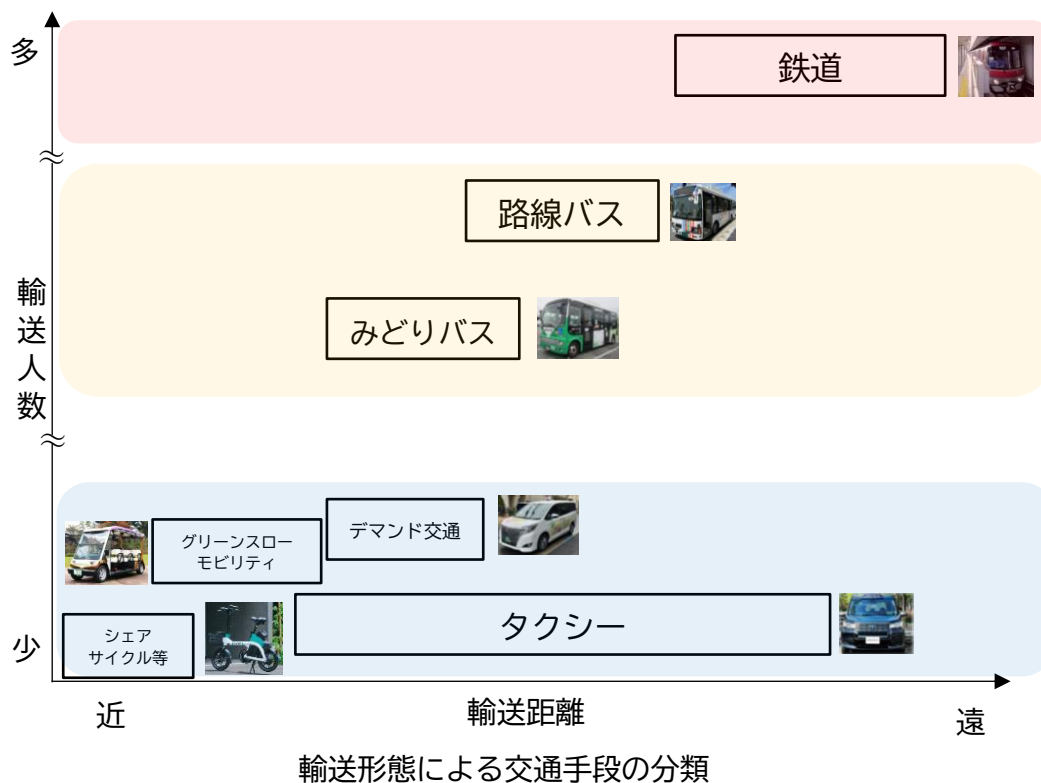 多
鉄道
路線バス
みどりバス
輸送人数
グリーンスロー
モビリティ
デマンド交通
シェア
サイクル等
タクシー
少
近
輸送距離
遠
輸送形態による交通手段の分類